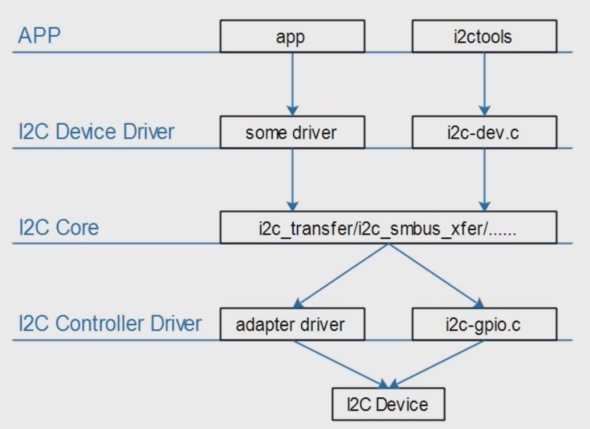 APP
app
i2ctools
I2C Device Driver
some driver
i2c-dev.c
I2C Core
i2c_transfer/i2c_smbus_xfer/......
I2C Controller Driver
adapter driver
i2c-gpio.c
I2C Device